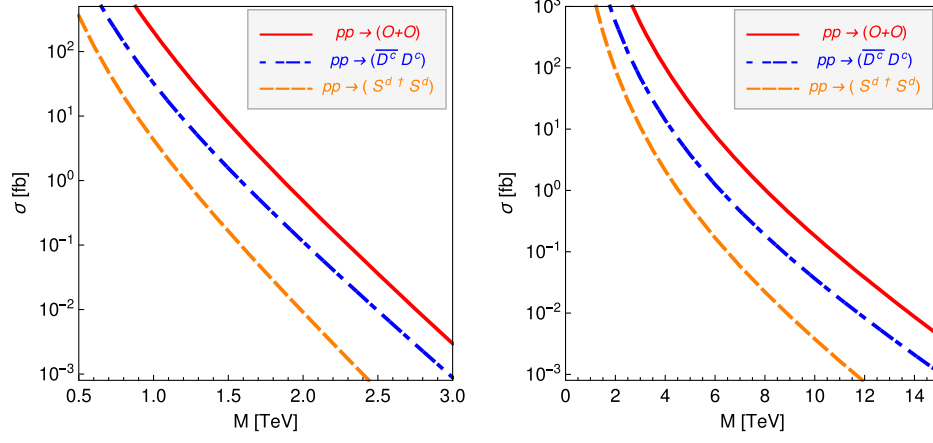 pp → (O+O)
pp → (D̅ᶜ̅ Dᶜ)
pp → ( Sᵈ † Sᵈ)
10²
10¹
10⁰
10⁻¹
10⁻²
10⁻³
σ [fb]
0.5 1.0 1.5 2.0 2.5 3.0
M [TeV]
pp → (O+O)
pp → (D̅ᶜ̅ Dᶜ)
pp → ( Sᵈ † Sᵈ)
10³
10²
10¹
10⁰
10⁻¹
10⁻²
10⁻³
σ [fb]
0 2 4 6 8 10 12 14
M [TeV]